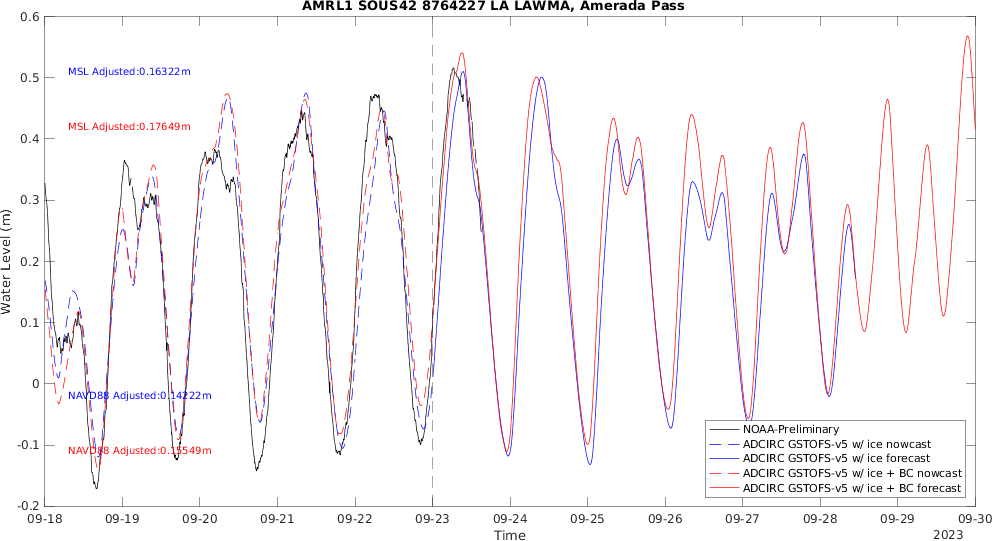 AMRL1 SOUS42 8764227 LA LAWMA, Amerada Pass
0.6
0.5
0.4
0.3
0.2
0.1
0
-0.1
-0.2
Water Level (m)
MSL Adjusted:0.16322m
MSL Adjusted:0.17649m
NAVD88 Adjusted:0.14222m
NAVD88 Adjusted:0.15549m
NOAA-Preliminary
ADCIRC GSTOFS-v5 w/ ice nowcast
ADCIRC GSTOFS-v5 w/ ice forecast
ADCIRC GSTOFS-v5 w/ ice + BC nowcast
ADCIRC GSTOFS-v5 w/ ice + BC forecast
09-18 09-19 09-20 09-21 09-22 09-23 09-24 09-25 09-26 09-27 09-28 09-29 09-30
Time
2023